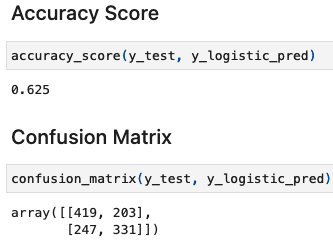 Accuracy Score
accuracy_score(y_test, y_logistic_pred)
0.625
Confusion Matrix
confusion_matrix(y_test, y_logistic_pred)
array([[419, 203],
       [247, 331]])